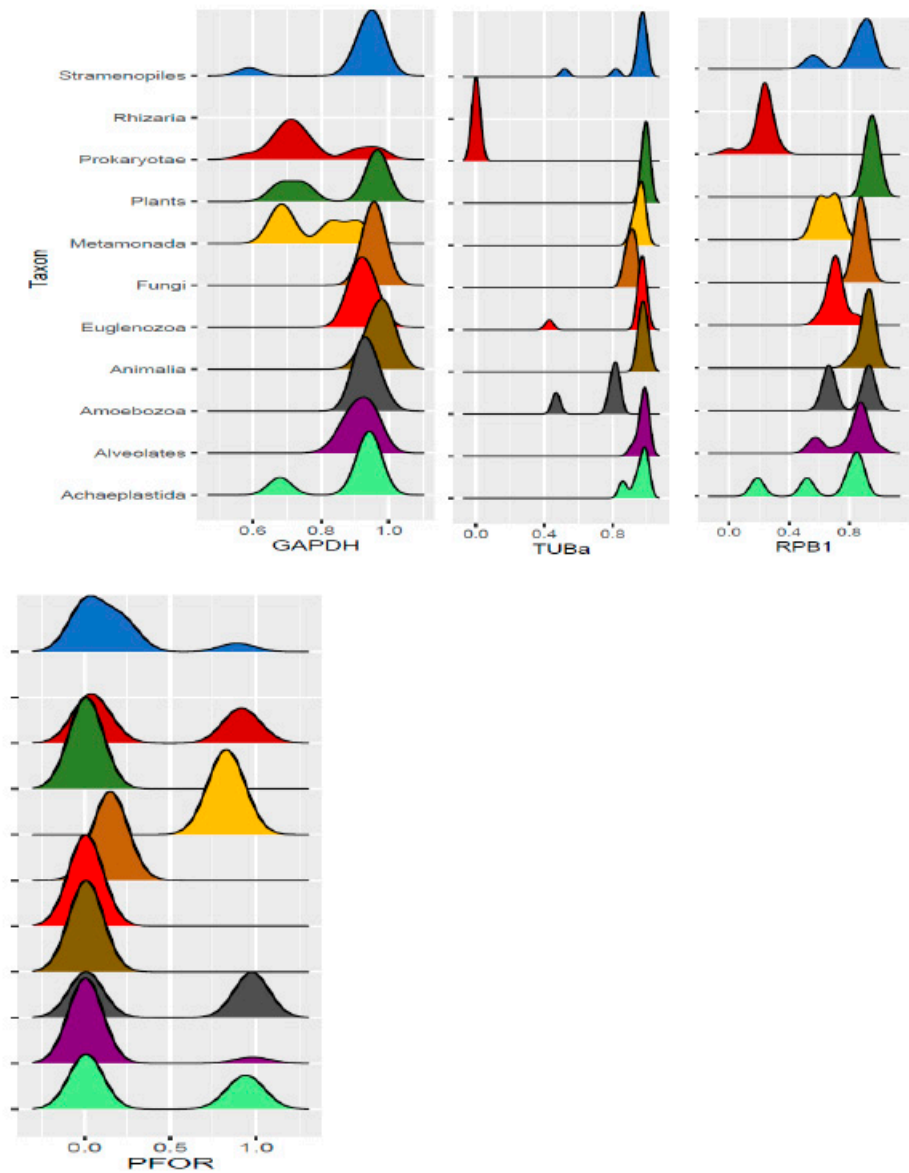 Taxon
Stramenopiles
Rhizaria
Prokaryotae
Plants
Metamonada
Fungi
Euglenozoa
Animalia
Amoebozoa
Alveolates
Achaeplastida
0.6 0.8 1.0
GAPDH
0.0 0.4 0.8
TUBa
0.0 0.4 0.8
RPB1
0.0 0.5 1.0
PFOR